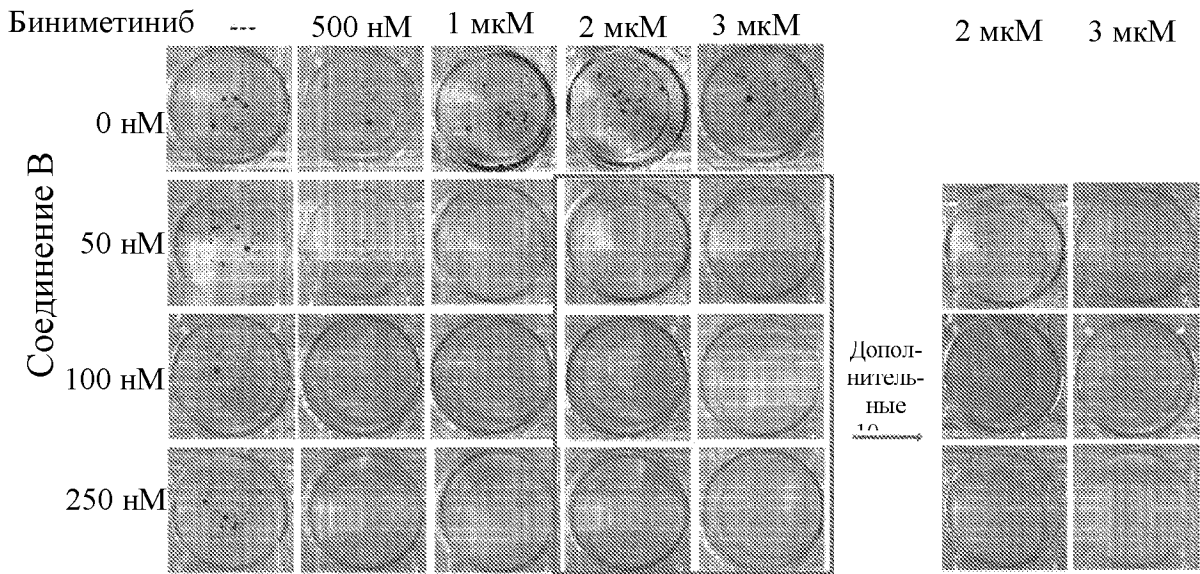 Биниметиниб --- 500 нМ 1 мкМ 2 мкМ 3 мкМ 2 мкМ 3 мкМ
Соединение В
0 нМ
50 нМ
100 нМ
250 нМ
Допол-
нитель-
ные
10